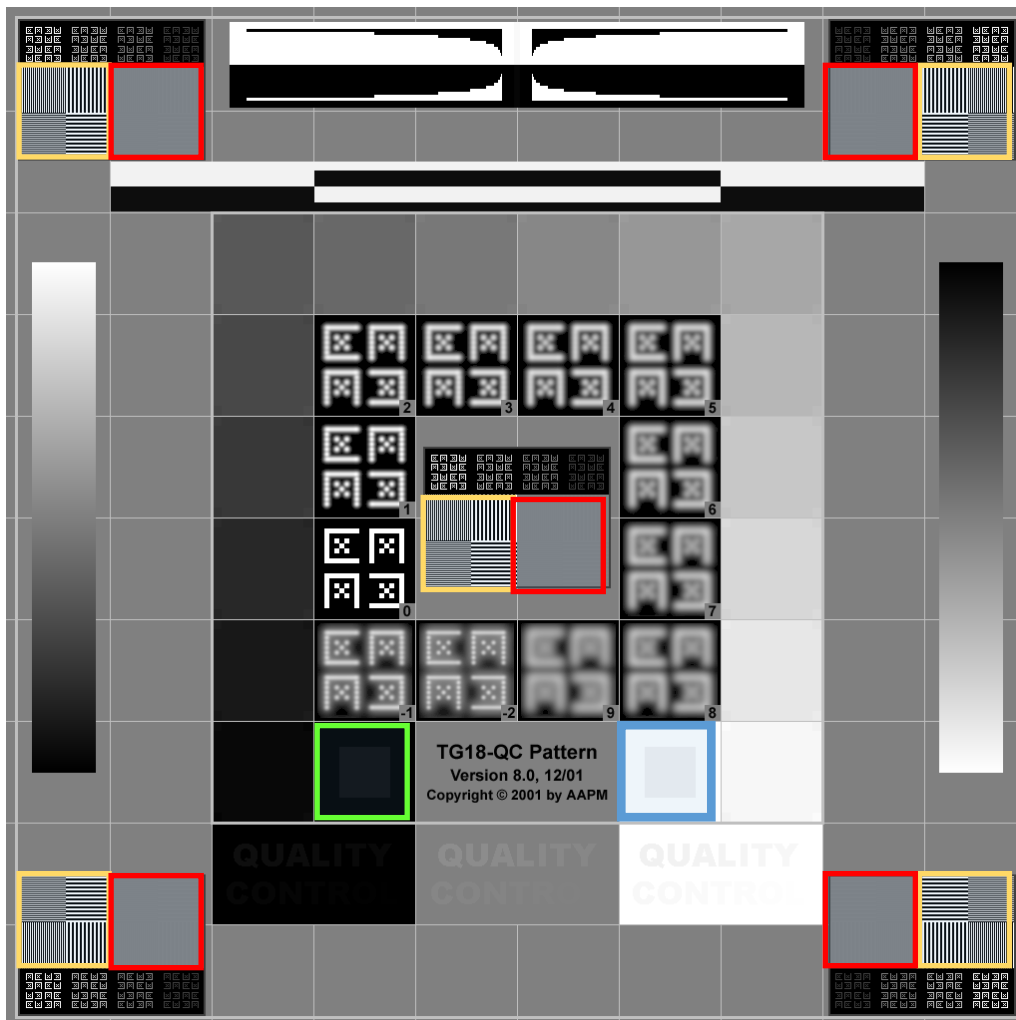 2
3
4
5
1
6
0
7
-1
-2
9
8
TG18-QC Pattern
Version 8.0, 12/01
Copyright © 2001 by AAPM
QUALITY QUALITY QUALITY
CONTROL CONTROL CONTROL